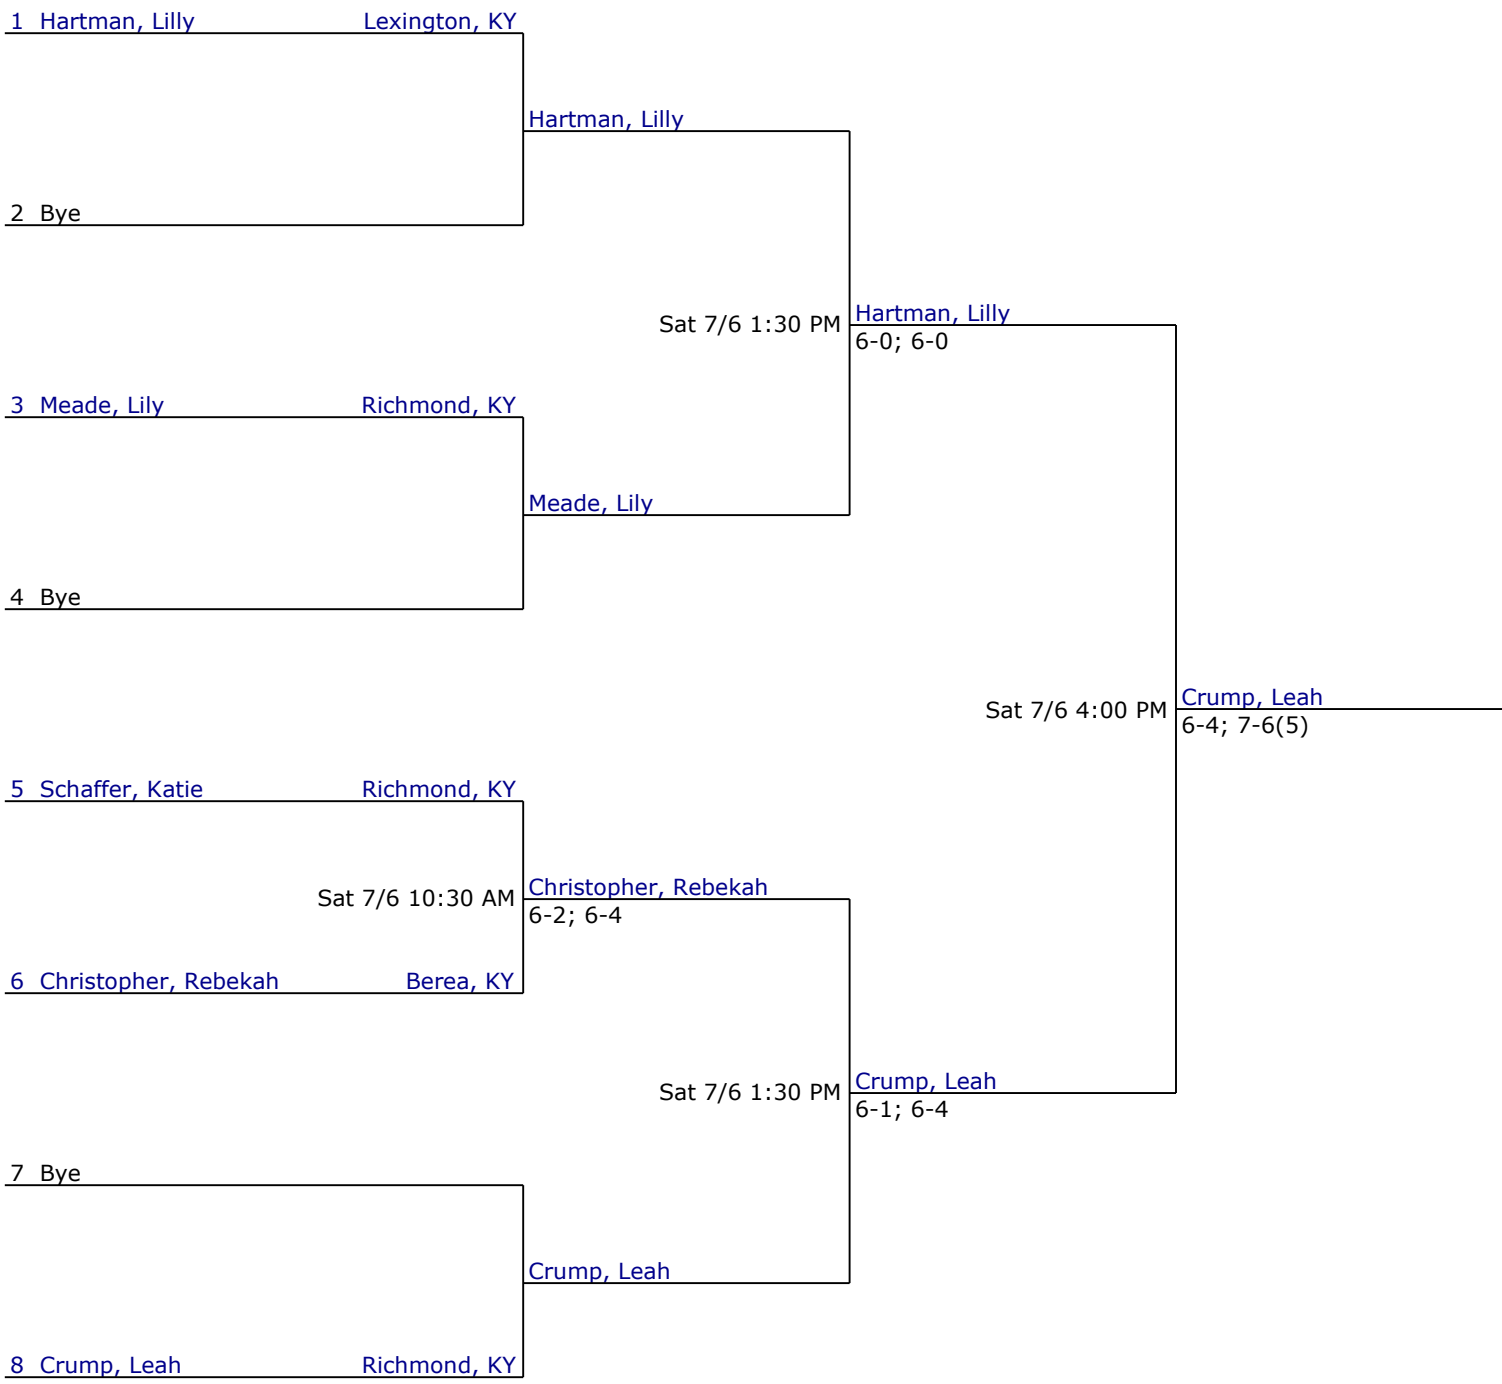 1 Hartman, Lilly Lexington, KY
Hartman, Lilly
2 Bye
Hartman, Lilly
Sat 7/6 1:30 PM
6-0; 6-0
3 Meade, Lily Richmond, KY
Meade, Lily
4 Bye
Crump, Leah
Sat 7/6 4:00 PM
6-4; 7-6(5)
5 Schaffer, Katie Richmond, KY
Christopher, Rebekah
Sat 7/6 10:30 AM
6-2; 6-4
6 Christopher, Rebekah Berea, KY
Crump, Leah
Sat 7/6 1:30 PM
6-1; 6-4
7 Bye
Crump, Leah
8 Crump, Leah Richmond, KY